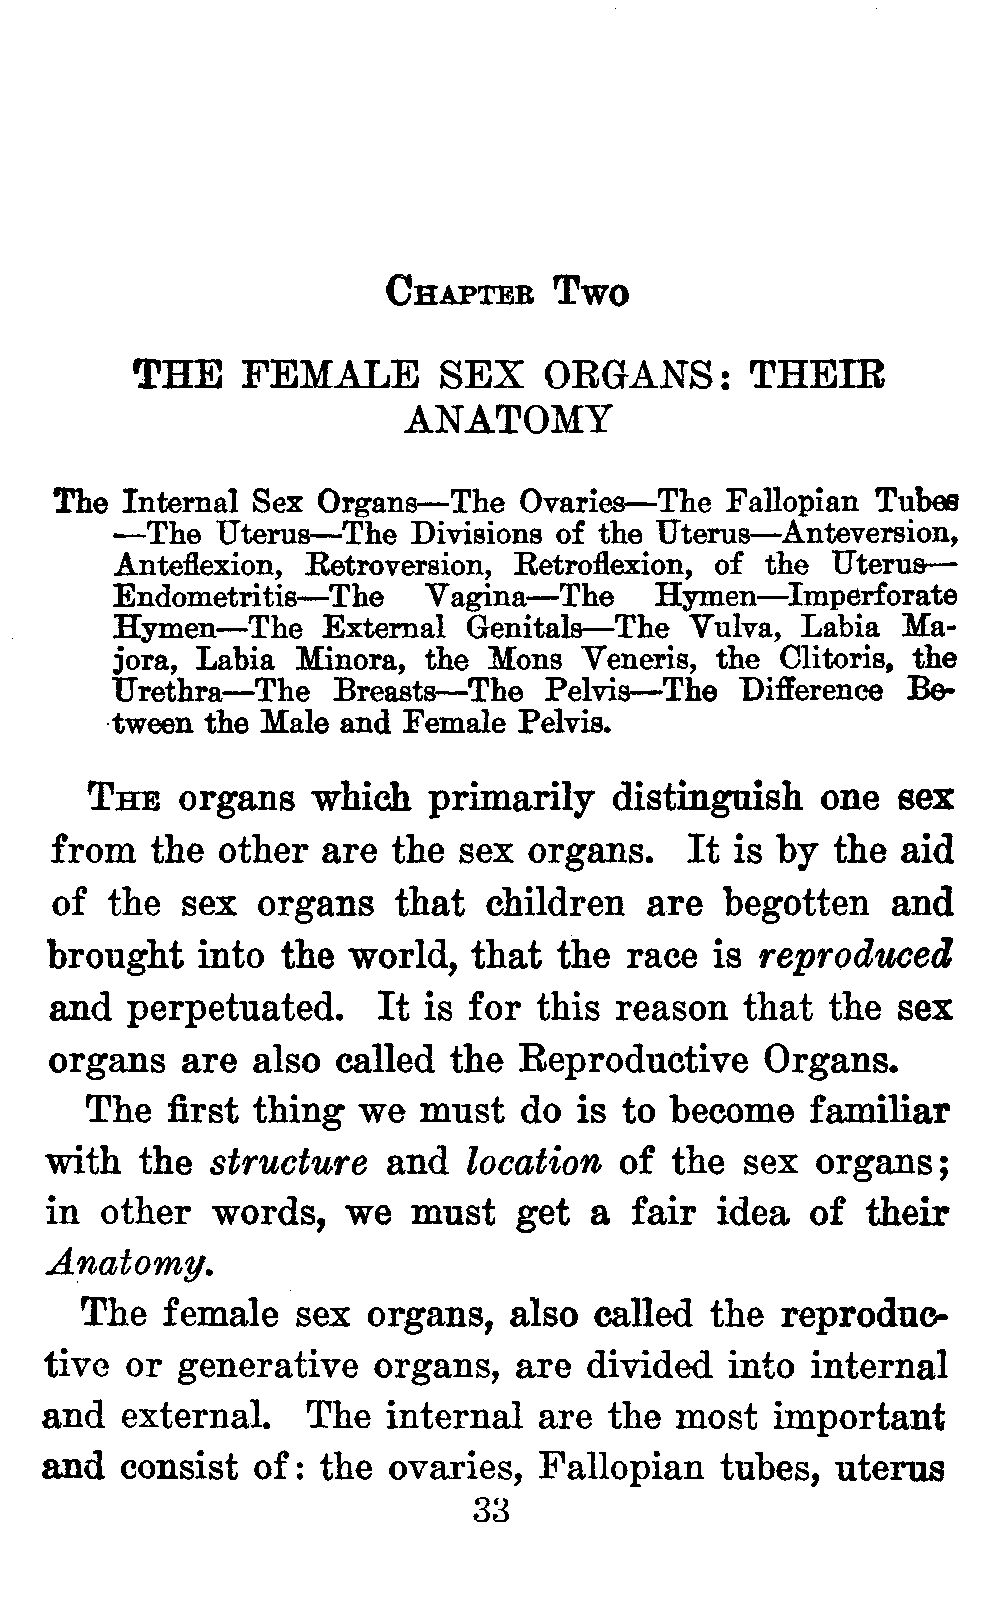 CHAPTER TWO
THE FEMALE SEX ORGANS: THEIR
ANATOMY
The Internal Sex Organs—The Ovaries—The Fallopian Tubes
—The Uterus—The Divisions of the Uterus—Anteversion,
Anteflexion, Retroversion, Retroflexion, of the Uterus—
Endometritis—The Vagina—The Hymen—Imperforate
Hymen—The External Genitals—The Vulva, Labia Ma-
jora, Labia Minora, the Mons Veneris, the Clitoris, the
Urethra—The Breasts—The Pelvis—The Difference Be-
tween the Male and Female Pelvis.
THE organs which primarily distinguish one sex
from the other are the sex organs. It is by the aid
of the sex organs that children are begotten and
brought into the world, that the race is reproduced
and perpetuated. It is for this reason that the sex
organs are also called the Reproductive Organs.
The first thing we must do is to become familiar
with the structure and location of the sex organs;
in other words, we must get a fair idea of their
Anatomy.
The female sex organs, also called the reproduc-
tive or generative organs, are divided into internal
and external. The internal are the most important
and consist of: the ovaries, Fallopian tubes, uterus
33